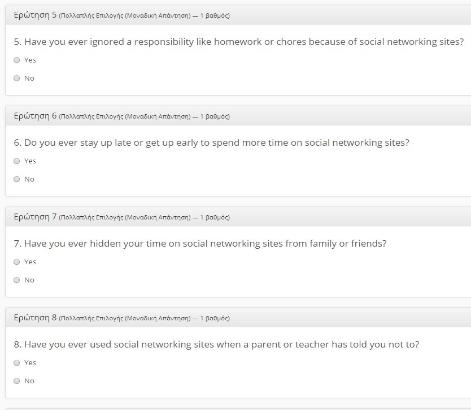 Ερώτηση 5 (Πολλαπλής Επιλογής (Μοναδική Απάντηση) — 1 βαθμός)
5. Have you ever ignored a responsibility like homework or chores because of social networking sites?
Yes
No
Ερώτηση 6 (Πολλαπλής Επιλογής (Μοναδική Απάντηση) — 1 βαθμός)
6. Do you ever stay up late or get up early to spend more time on social networking sites?
Yes
No
Ερώτηση 7 (Πολλαπλής Επιλογής (Μοναδική Απάντηση) — 1 βαθμός)
7. Have you ever hidden your time on social networking sites from family or friends?
Yes
No
Ερώτηση 8 (Πολλαπλής Επιλογής (Μοναδική Απάντηση) — 1 βαθμός)
8. Have you ever used social networking sites when a parent or teacher has told you not to?
Yes
No